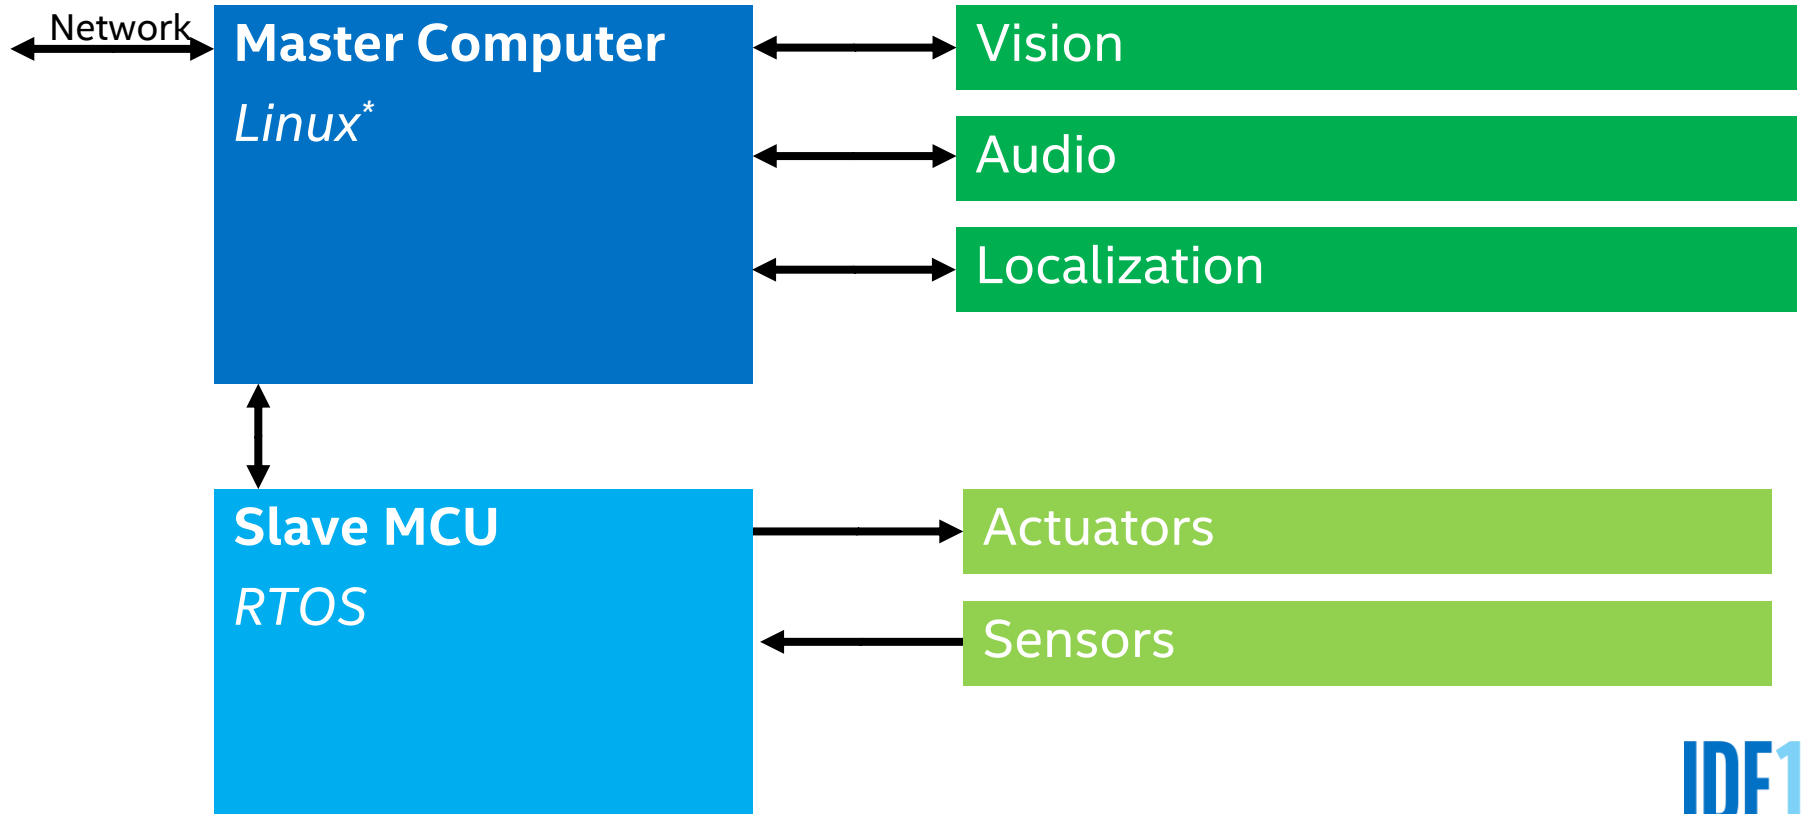 Network
Master Computer
Linux*
Vision
Audio
Localization
Slave MCU
RTOS
Actuators
Sensors
IDF1